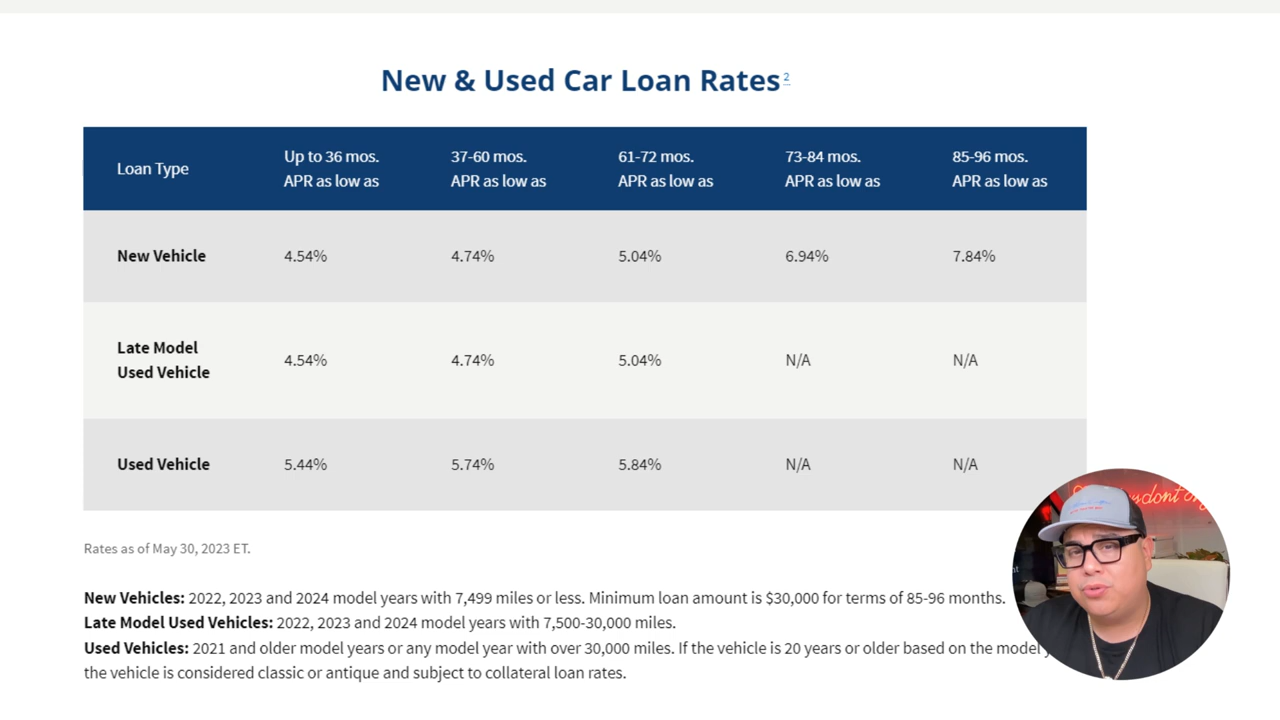 New & Used Car Loan Rates 2
Loan Type
Up to 36 mos. APR as low as
37-60 mos. APR as low as
61-72 mos. APR as low as
73-84 mos. APR as low as
85-96 mos. APR as low as
New Vehicle 4.54% 4.74% 5.04% 6.94% 7.84%
Late Model Used Vehicle 4.54% 4.74% 5.04% N/A N/A
Used Vehicle 5.44% 5.74% 5.84% N/A N/A
Rates as of May 30, 2023 ET.
New Vehicles: 2022, 2023 and 2024 model years with 7,499 miles or less. Minimum loan amount is $30,000 for terms of 85-96 months.
Late Model Used Vehicles: 2022, 2023 and 2024 model years with 7,500-30,000 miles.
Used Vehicles: 2021 and older model years or any model year with over 30,000 miles. If the vehicle is 20 years or older based on the model
the vehicle is considered classic or antique and subject to collateral loan rates.
dont